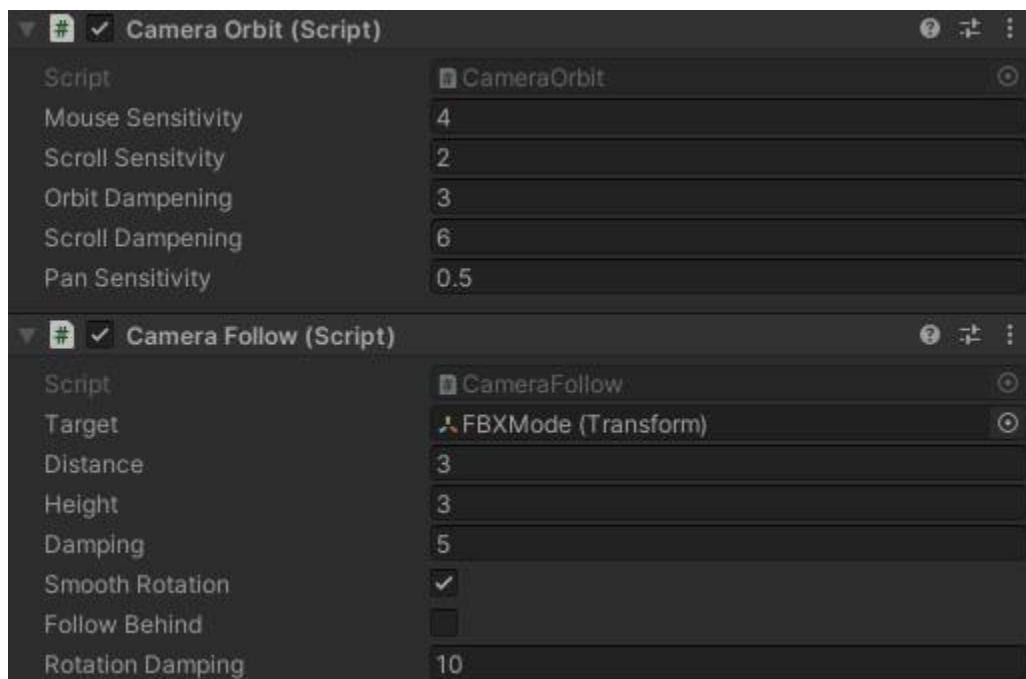 Camera Orbit (Script)
Script CameraOrbit
Mouse Sensitivity 4
Scroll Sensitvity 2
Orbit Dampening 3
Scroll Dampening 6
Pan Sensitivity 0.5
Camera Follow (Script)
Script CameraFollow
Target FBXMode (Transform)
Distance 3
Height 3
Damping 5
Smooth Rotation
Follow Behind
Rotation Damping 10